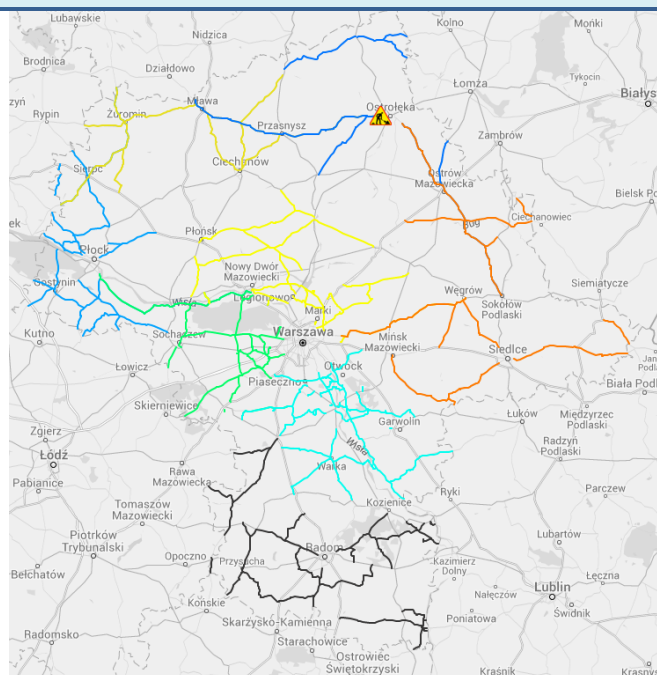 Lubawskie
Nidzica
Kolno
Mońki
Brodnica
Działdowo
Łomża
Tykocin
Białys
Mława
Ostrołęka
Rypin
Żuromin
Przasnysz
Zambrów
Sierpc
Ciechanów
Ostrów
Mazowiecka
Bielsk Po
Płońsk
Bug
Ciechanowiec
Płock
Nowy Dwór
Mazowiecki
Siemiatycze
Gostynin
Wisła
Legionowo
Węgrów
Sokołów
Podlaski
Marki
Kutno
Sochaczew
Warszawa
Mińsk
Mazowiecki
Siedlce
Łowicz
Otwock
Piaseczno
Biała Podl
Skierniewice
Łuków
Międzyrzec
Podlaski
Zgierz
Garwolin
Radzyń
Podlaski
Łódź
Wisła
Rawa
Mazowiecka
Warka
Pabianice
Kozienice
Ryki
Parczew
Tomaszów
Mazowiecki
Piotrków
Trybunalski
Lubartów
Opoczno
Przysucha
Radom
Bełchatów
Kazimierz
Dolny
Nałęczów
Lublin
Łęczna
Końskie
Poniatowa
Świdnik
Skarżysko-Kamienna
Radomsko
Starachowice
Ostrowiec
Świętokrzyski
Kraśnik
Krasnys